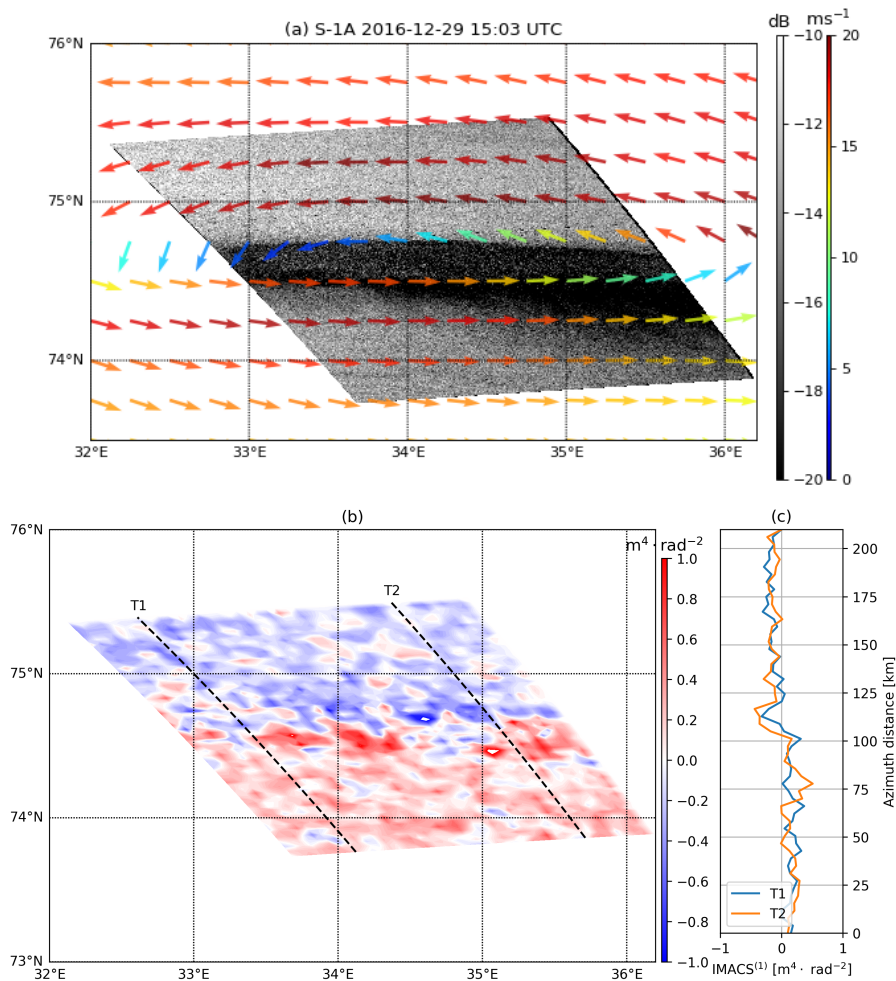 (a) S-1A 2016-12-29 15:03 UTC
dB ms⁻¹
76°N
75°N
74°N
32°E 33°E 34°E 35°E 36°E
−10
−12
−16
−18
−20
20
15
10
5
0
(b)
m⁴ · rad⁻²
76°N
75°N
74°N
73°N
32°E 33°E 34°E 35°E 36°E
T1
T2
1.0
0.8
0.6
0.4
0.2
0.0
−0.2
−0.4
−0.6
−0.8
−1.0
(c)
200
175
150
125
100
75
50
25
0
Azimuth distance [km]
T1
T2
−1 0 1
IMACS⁽¹⁾ [m⁴ · rad⁻²]